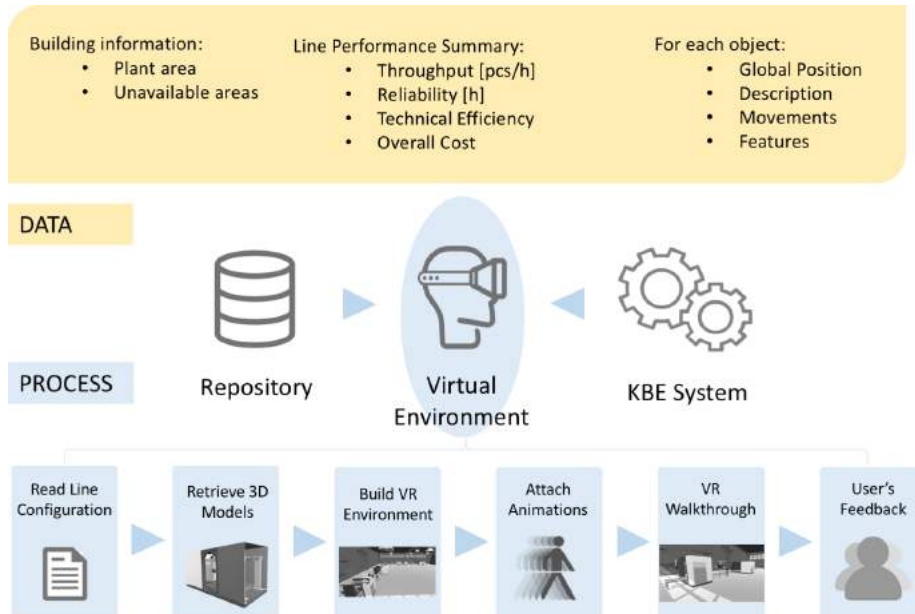 Building information:
• Plant area
• Unavailable areas
Line Performance Summary:
• Throughput [pcs/h]
• Reliability [h]
• Technical Efficiency
• Overall Cost
For each object:
• Global Position
• Description
• Movements
• Features
DATA
PROCESS
Repository
Virtual
Environment
KBE System
Read Line
Configuration
Retrieve 3D
Models
Build VR
Environment
Attach
Animations
VR
Walkthrough
User's
Feedback